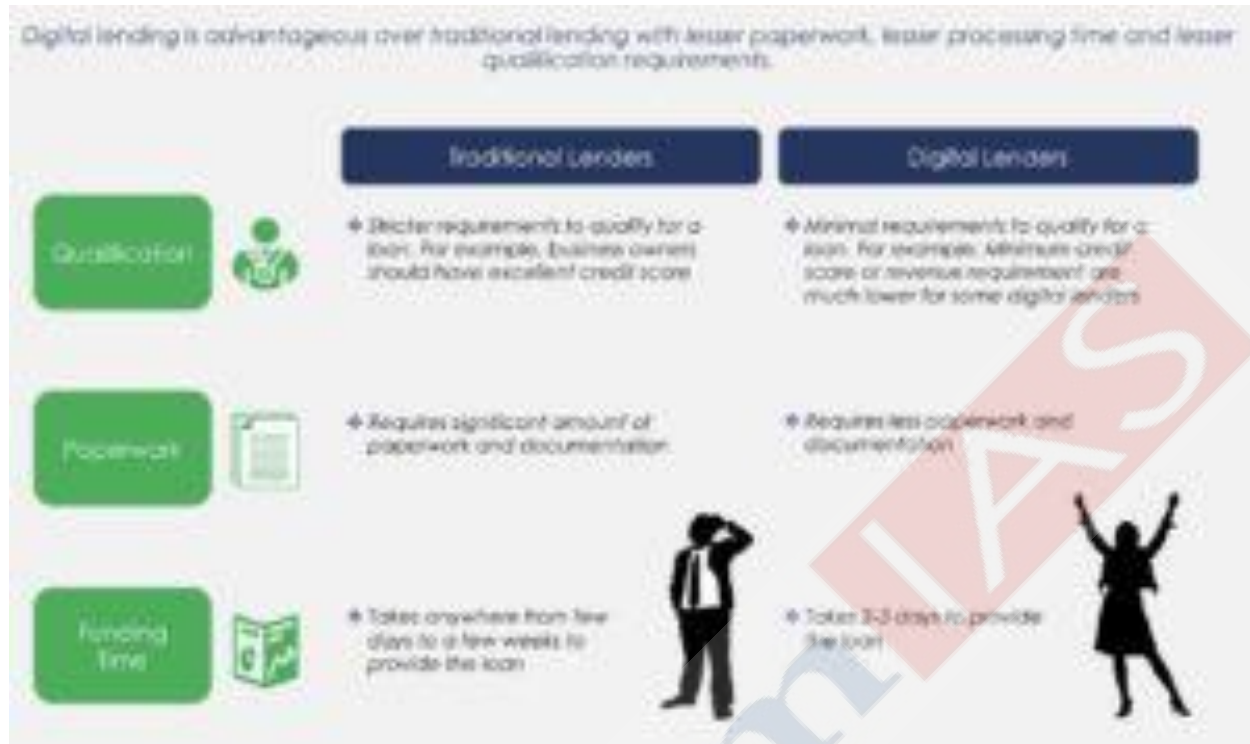 Digital lending is advantageous over traditional lending with lesser paperwork, lesser processing time and lesser
qualification requirements.
Traditional Lenders
Digital Lenders
Qualification
Stricter requirements to qualify for a
loan. For example, business owners
should have excellent credit score
Minimal requirements to qualify for a
loan. For example, Minimum credit
score or revenue requirement are
much lower for some digital lenders
Paperwork
Requires significant amount of
paperwork and documentation
Requires less paperwork and
documentation
Funding
Time
Takes anywhere from few
days to a few weeks to
provide the loan
Takes days to provide
the loan
IAS